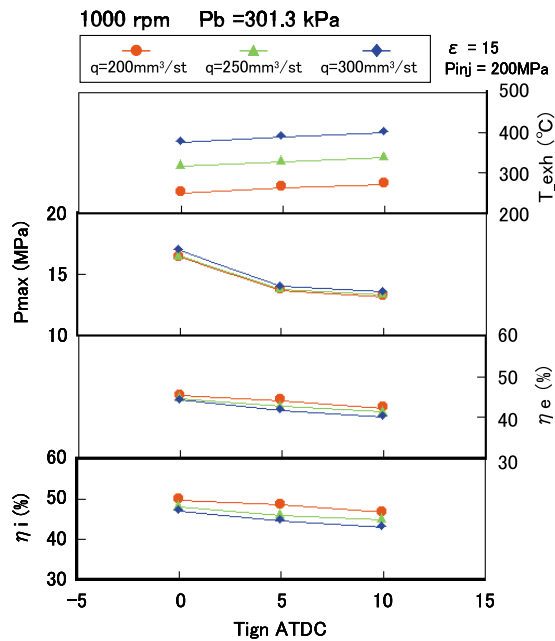 1000 rpm Pb =301.3 kPa
q=200mm³/st q=250mm³/st q=300mm³/st
ε = 15
Pinj = 200MPa
500
400
300
200
T_exh (°C)
20
15
10
Pmax (MPa)
60
50
40
30
η e (%)
60
50
40
30
η i (%)
-5 0 5 10 15
Tign ATDC